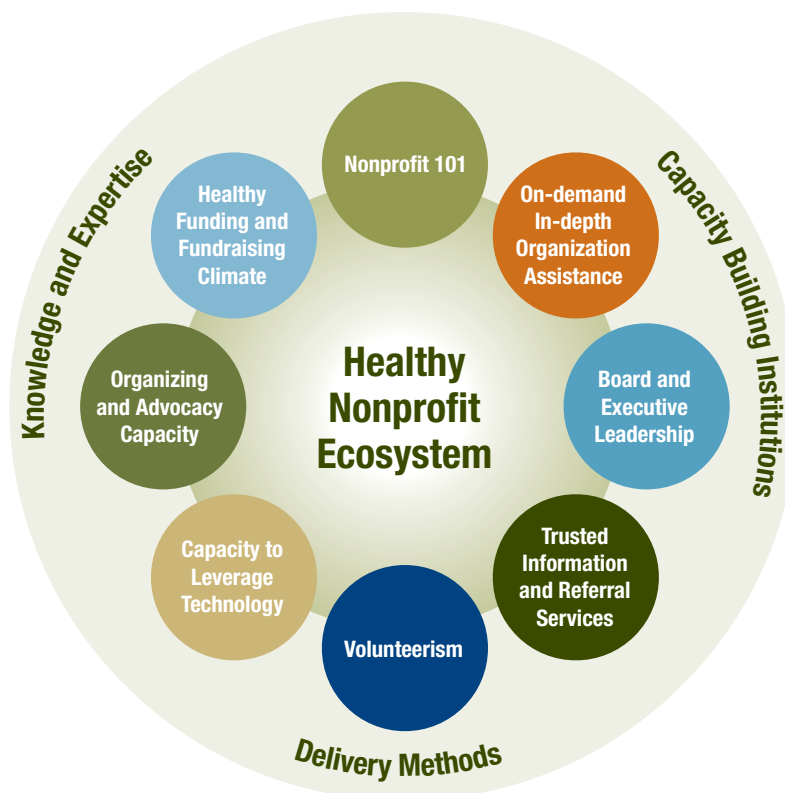 Nonprofit 101
Healthy
Funding and
Fundraising
Climate
On-demand
In-depth
Organization
Assistance
Knowledge and Expertise
Capacity Building Institutions
Healthy
Nonprofit
Ecosystem
Organizing
and Advocacy
Capacity
Board and
Executive
Leadership
Capacity to
Leverage
Technology
Trusted
Information
and Referral
Services
Volunteerism
Delivery Methods